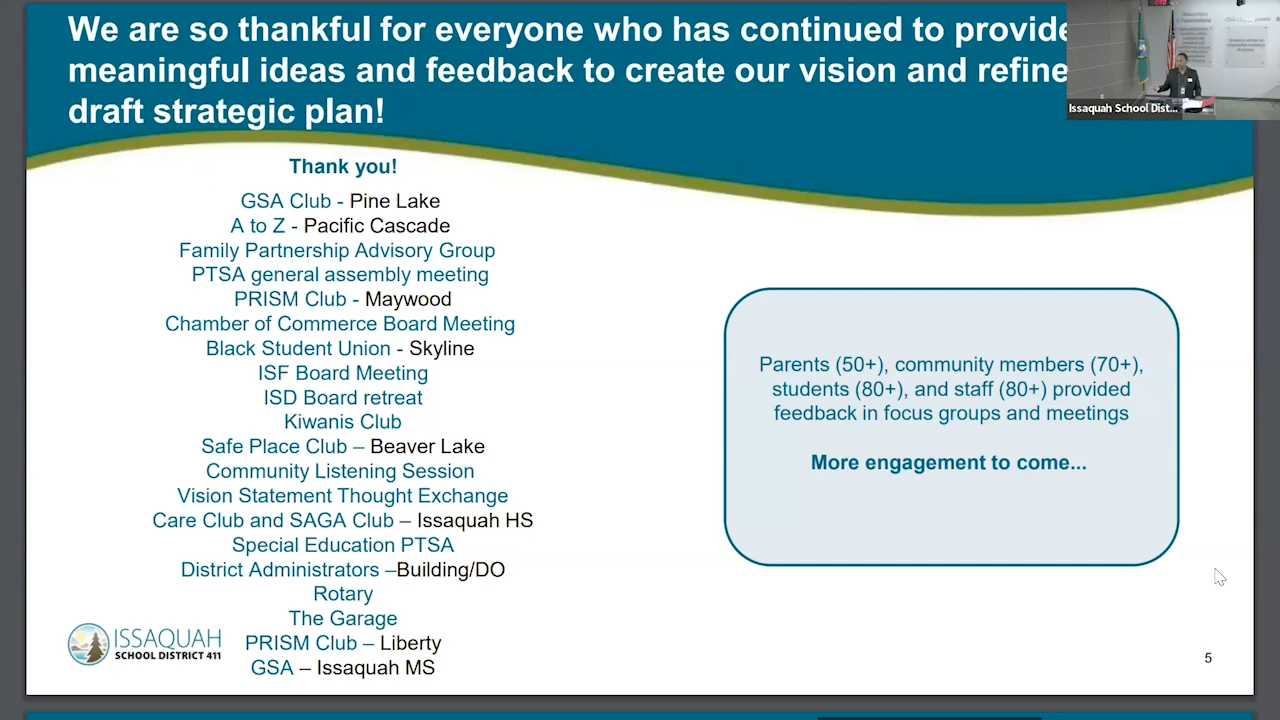 We are so thankful for everyone who has continued to provide
meaningful ideas and feedback to create our vision and refine
draft strategic plan!
Issaquah School Dist...
Thank you!
GSA Club - Pine Lake
A to Z - Pacific Cascade
Family Partnership Advisory Group
PTSA general assembly meeting
PRISM Club - Maywood
Chamber of Commerce Board Meeting
Black Student Union - Skyline
ISF Board Meeting
ISD Board retreat
Kiwanis Club
Safe Place Club – Beaver Lake
Community Listening Session
Vision Statement Thought Exchange
Care Club and SAGA Club – Issaquah HS
Special Education PTSA
District Administrators –Building/DO
Rotary
The Garage
PRISM Club – Liberty
GSA – Issaquah MS
Parents (50+), community members (70+),
students (80+), and staff (80+) provided
feedback in focus groups and meetings
More engagement to come...
ISSAQUAH
SCHOOL DISTRICT 411
5